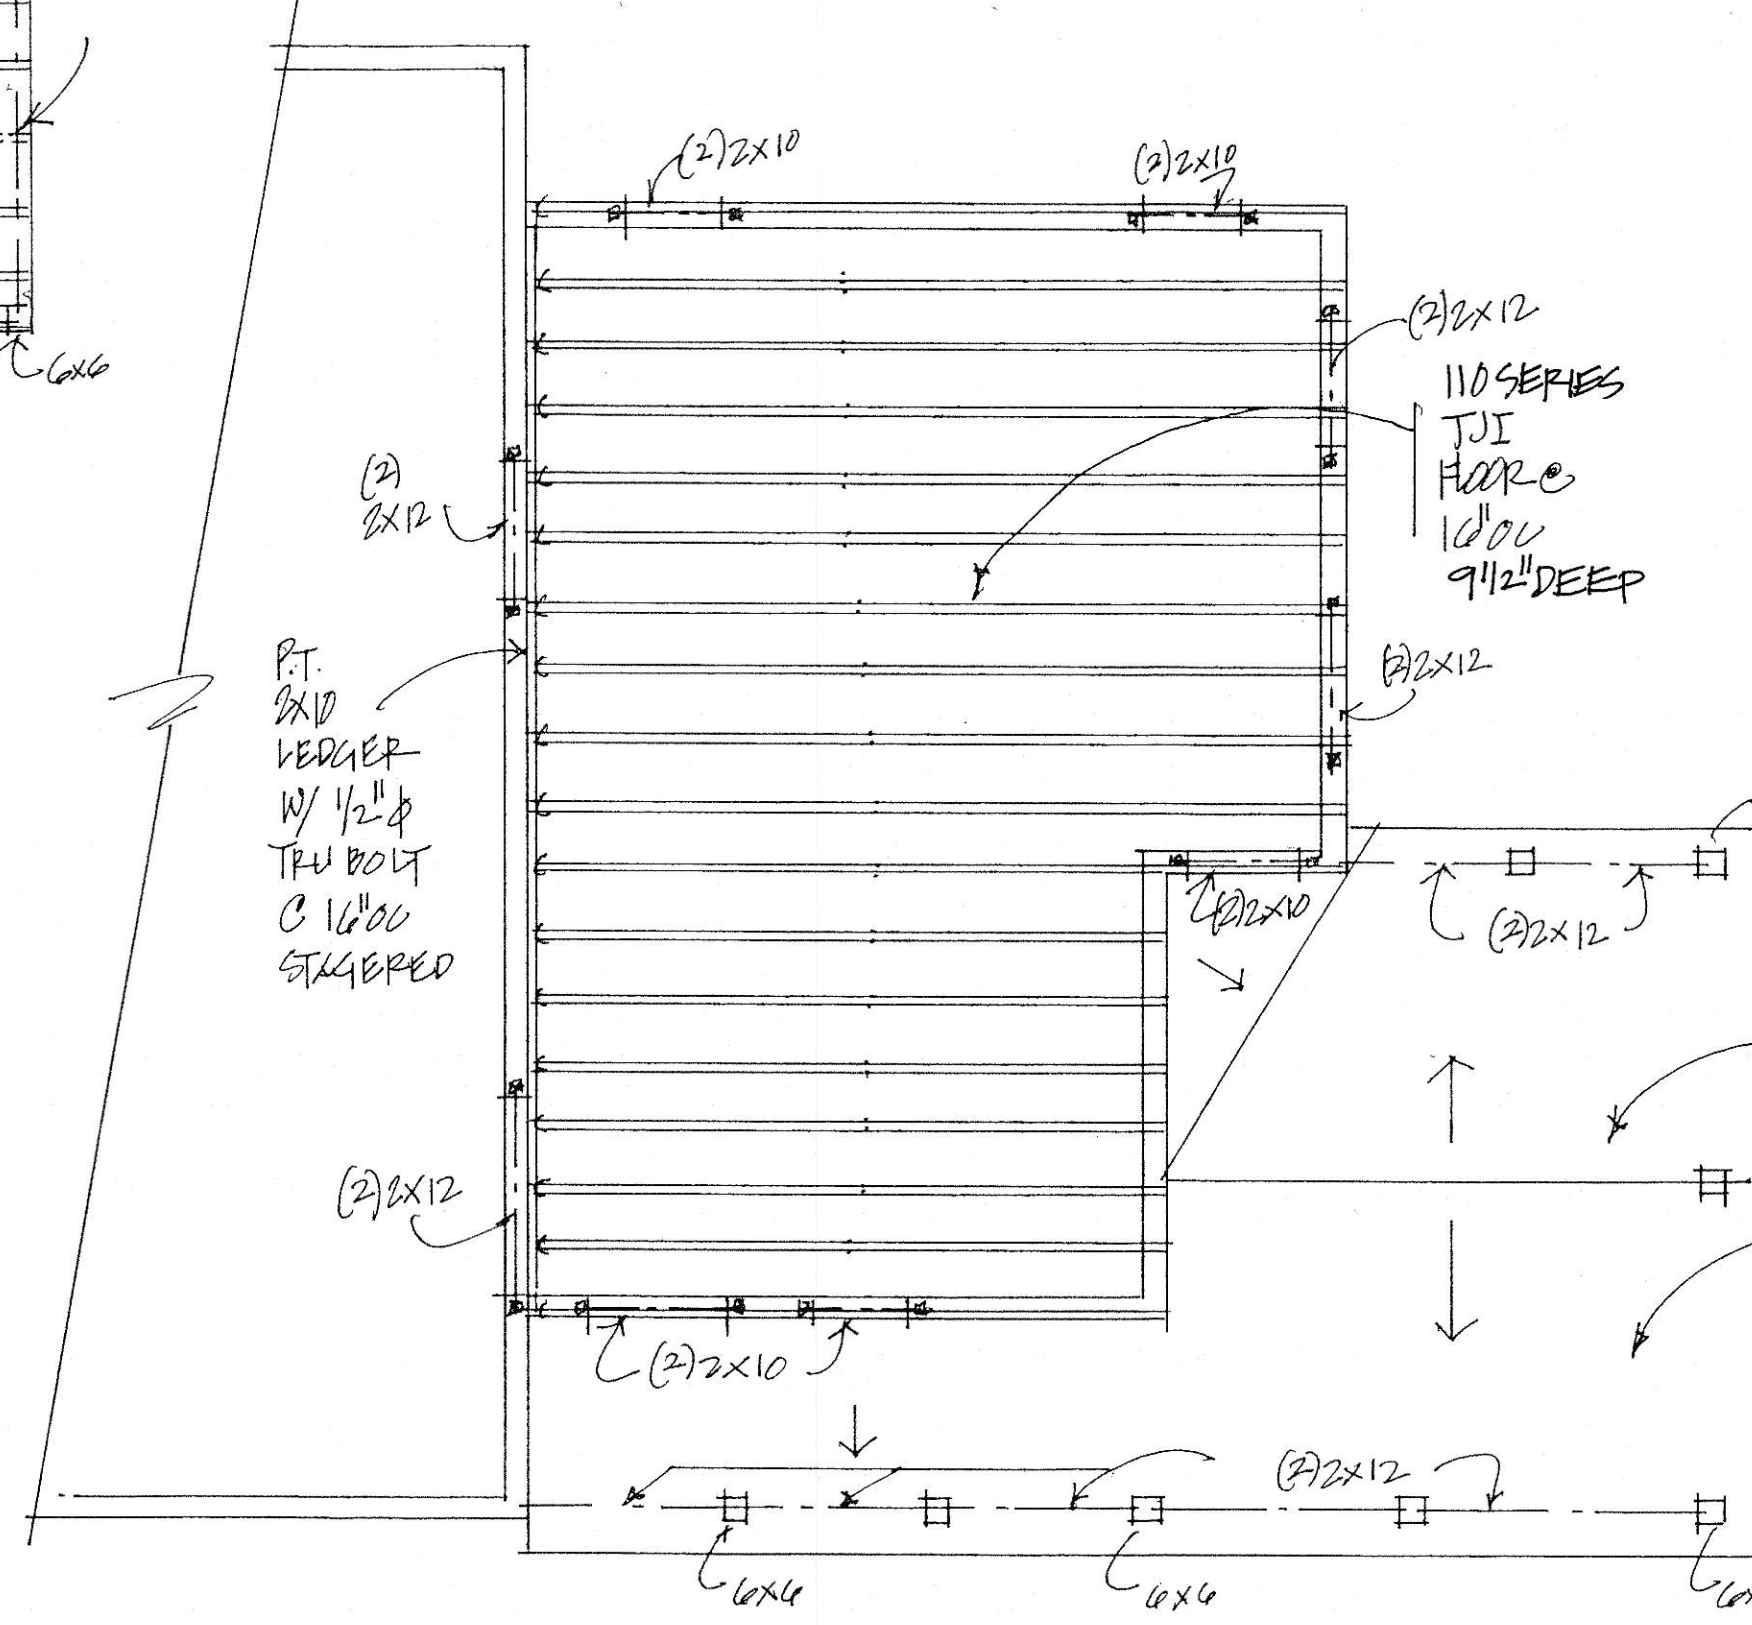 (2)2X10
(2)2X10
(2)2X12
110 SERIES
TJI
FLOOR @
16"OC
9 1/2" DEEP
6X6
(2)
2X12
P.T.
2X10
LEDGER
W/ 1/2"ϕ
TRU BOLT
@ 16"OC
STAGERED
(2)2X12
(2)2X10
(2)2X12
(2)2X12
(2)2X10
(2)2X12
6X6
6X6